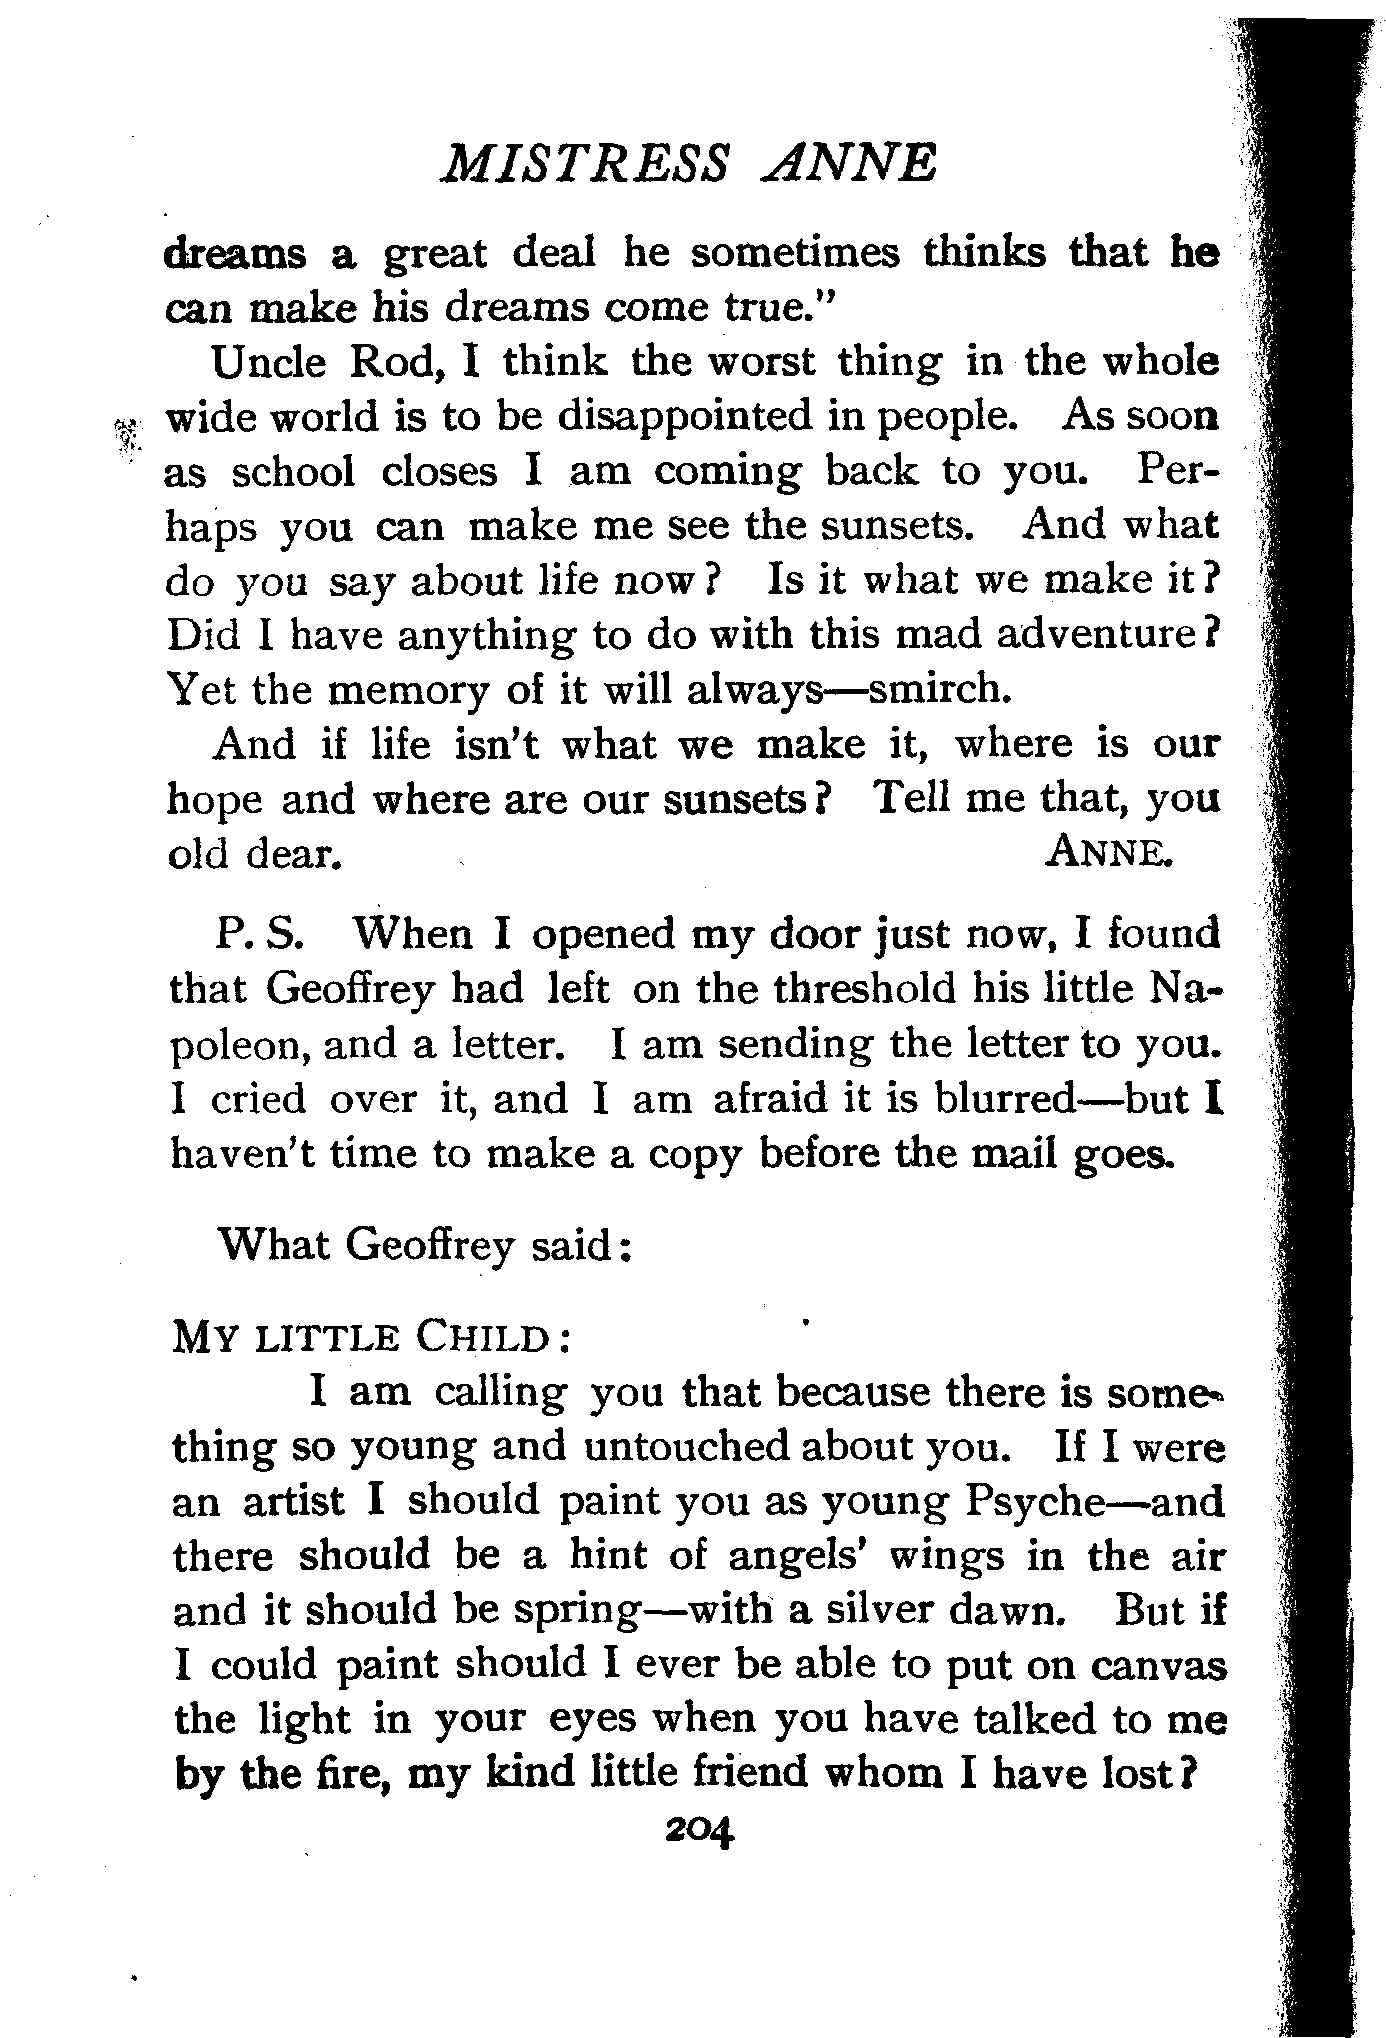 MISTRESS ANNE
dreams a great deal he sometimes thinks that he
can make his dreams come true."
Uncle Rod, I think the worst thing in the whole
wide world is to be disappointed in people. As soon
as school closes I am coming back to you. Per-
haps you can make me see the sunsets. And what
do you say about life now? Is it what we make it?
Did I have anything to do with this mad adventure?
Yet the memory of it will always—smirch.
And if life isn't what we make it, where is our
hope and where are our sunsets? Tell me that, you
old dear. ANNE.
P. S. When I opened my door just now, I found
that Geoffrey had left on the threshold his little Na-
poleon, and a letter. I am sending the letter to you.
I cried over it, and I am afraid it is blurred—but I
haven't time to make a copy before the mail goes.
What Geoffrey said:
MY LITTLE CHILD:
I am calling you that because there is some-
thing so young and untouched about you. If I were
an artist I should paint you as young Psyche—and
there should be a hint of angels' wings in the air
and it should be spring—with a silver dawn. But if
I could paint should I ever be able to put on canvas
the light in your eyes when you have talked to me
by the fire, my kind little friend whom I have lost?
204